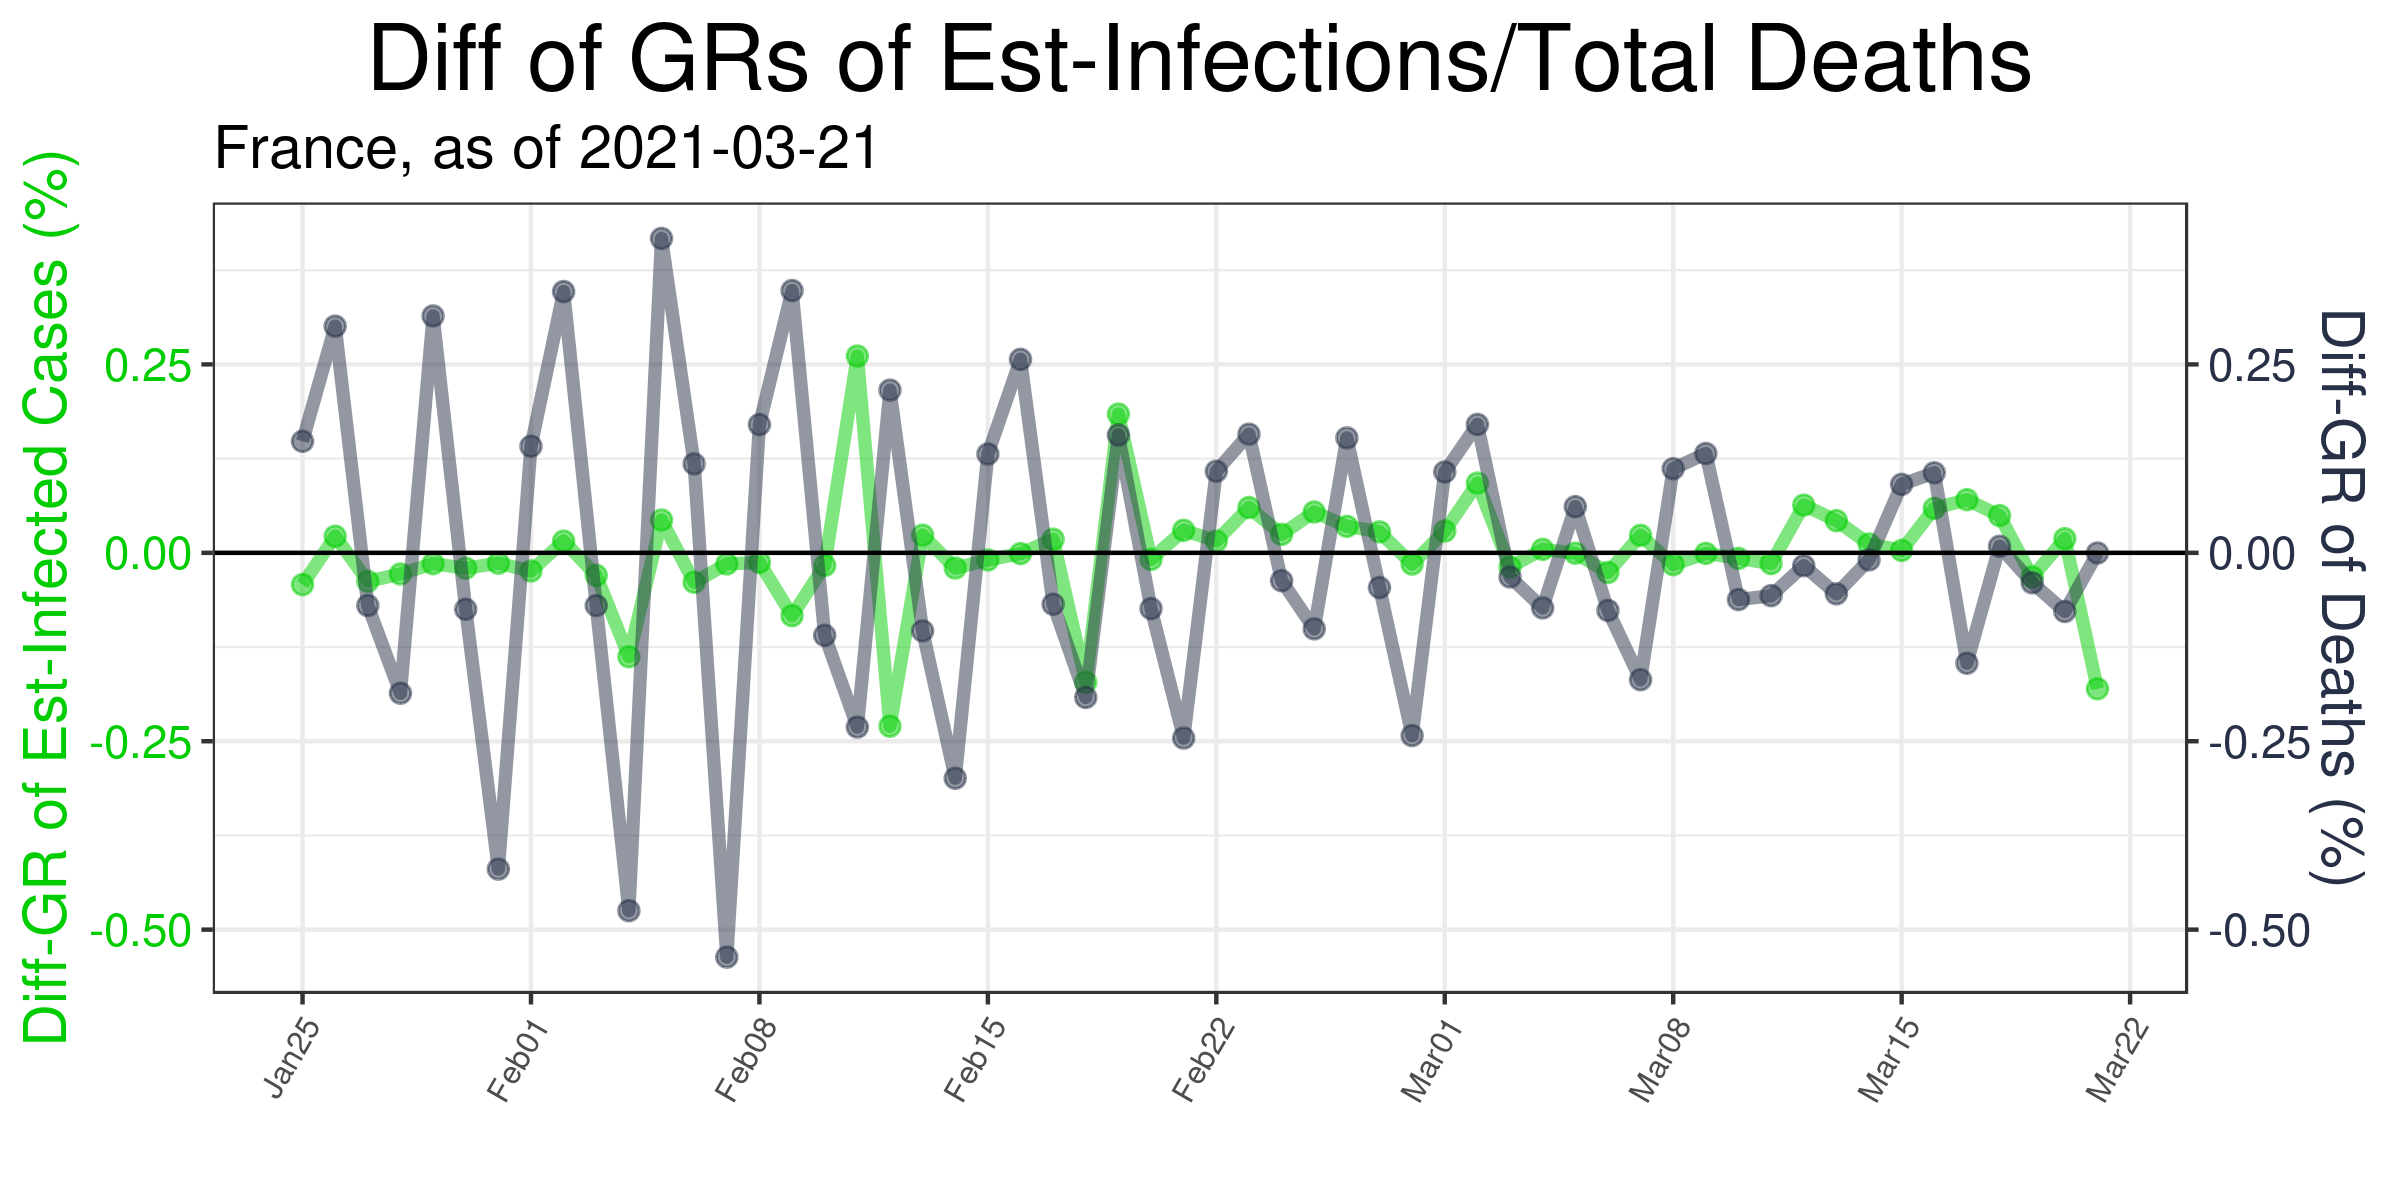 Diff of GRs of Est-Infections/Total Deaths
France, as of 2021-03-21
Diff-GR of Est-Infected Cases (%)
0.25
0.00
-0.25
-0.50
0.25
0.00
-0.25
-0.50
Diff-GR of Deaths (%)
Jan25
Feb01
Feb08
Feb15
Feb22
Mar01
Mar08
Mar15
Mar22